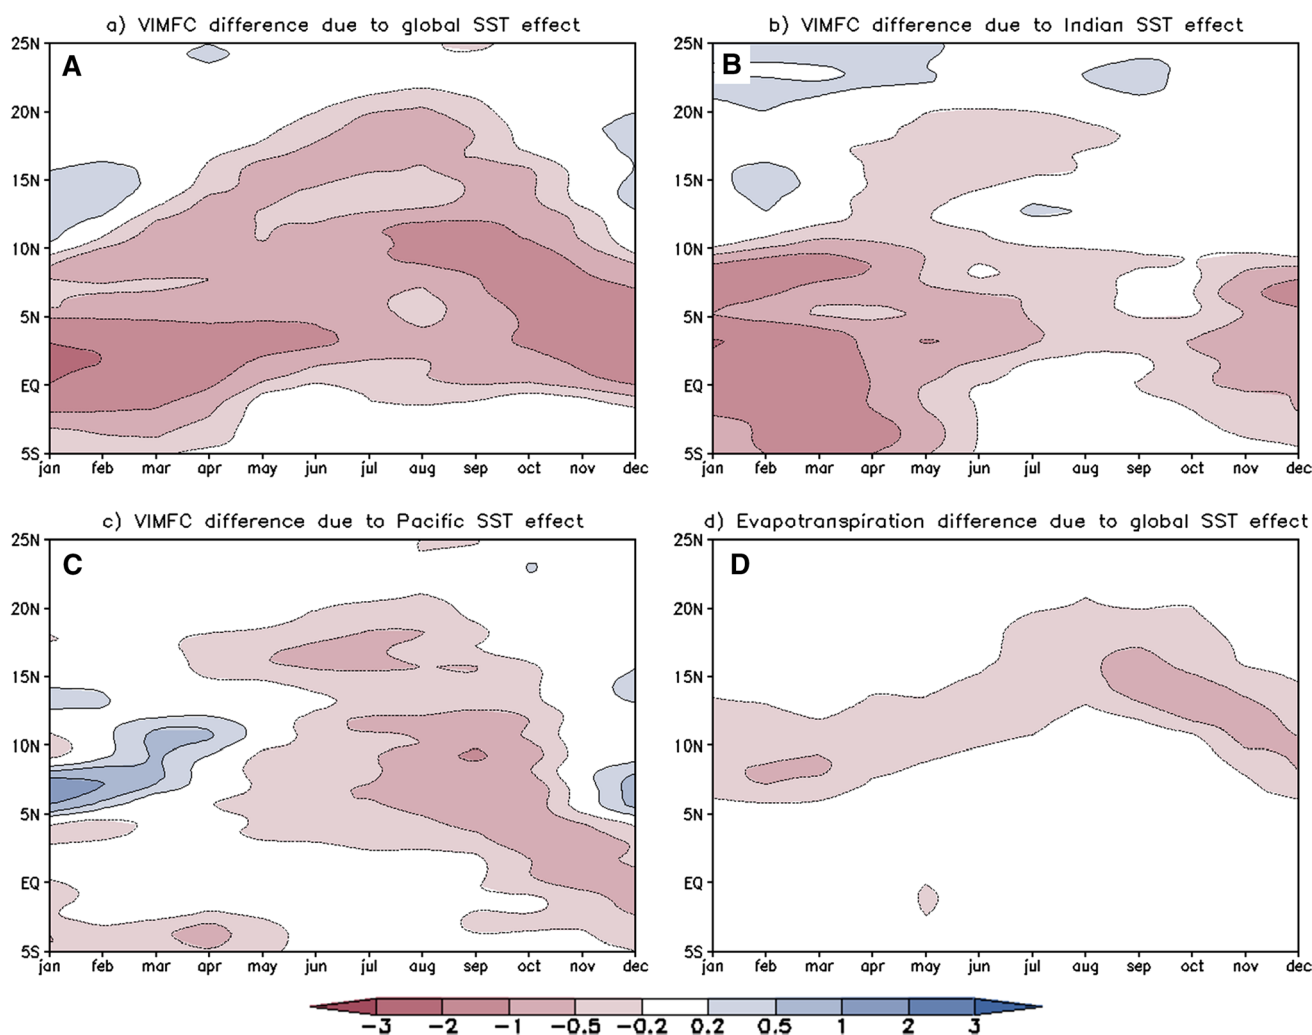 a) VIMFC difference due to global SST effect
A
25N
20N
15N
10N
5N
EQ
5S
jan feb mar apr may jun jul aug sep oct nov dec
b) VIMFC difference due to Indian SST effect
B
25N
20N
15N
10N
5N
EQ
5S
jan feb mar apr may jun jul aug sep oct nov dec
c) VIMFC difference due to Pacific SST effect
C
25N
20N
15N
10N
5N
EQ
5S
jan feb mar apr may jun jul aug sep oct nov dec
d) Evapotranspiration difference due to global SST effect
D
25N
20N
15N
10N
5N
EQ
5S
jan feb mar apr may jun jul aug sep oct nov dec
-3 -2 -1 -0.5 -0.2 0.2 0.5 1 2 3